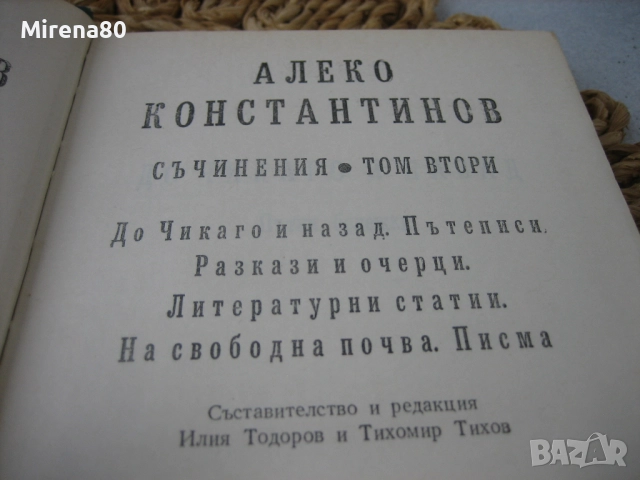 Mirena80
В
АЛЕКО
КОНСТАНТИНОВ
СЪЧИНЕНИЯ • ТОМ ВТОРИ
До Чикаго и назад. Пътеписи.
Разкази и очерци.
Литературни статии.
На свободна почва. Писма
Съставителство и редакция
Илия Тодоров и Тихомир Тихов
BAZAR